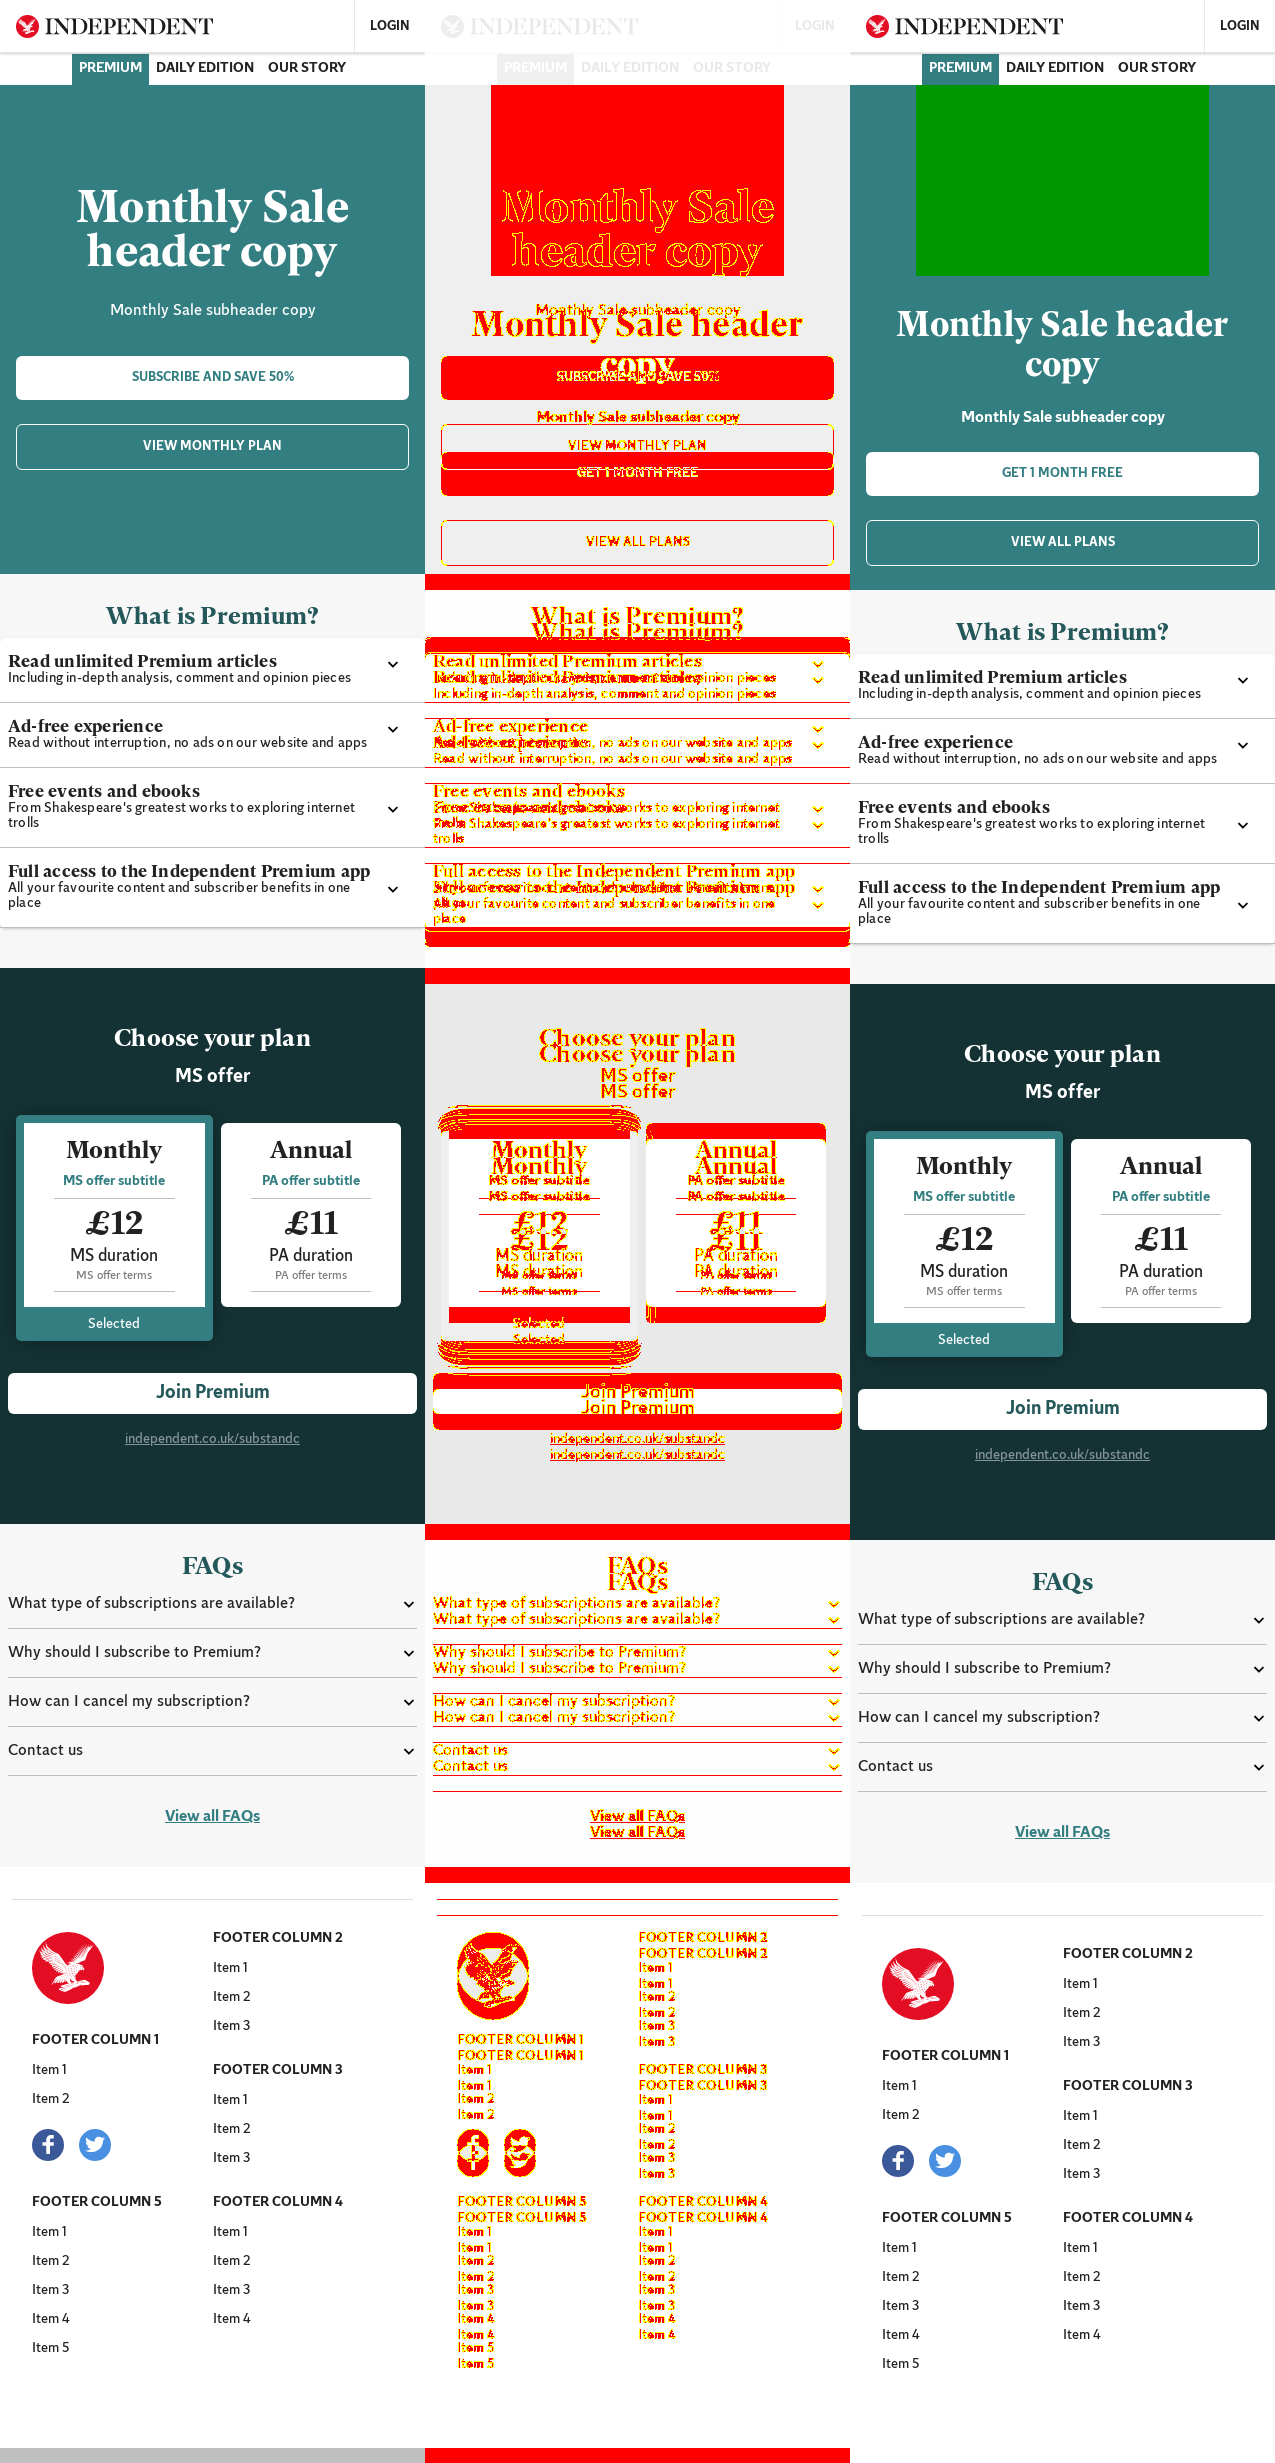 INDEPENDENT
LOGIN
PREMIUM DAILY EDITION OUR STORY
Monthly Sale
header copy
Monthly Sale subheader copy
SUBSCRIBE AND SAVE 50%
VIEW MONTHLY PLAN
What is Premium?
Read unlimited Premium articles
Including in-depth analysis, comment and opinion pieces
Ad-free experience
Read without interruption, no ads on our website and apps
Free events and ebooks
From Shakespeare's greatest works to exploring internet
trolls
Full access to the Independent Premium app
All your favourite content and subscriber benefits in one
place
Choose your plan
MS offer
Monthly
MS offer subtitle
£12
MS duration
MS offer terms
Selected
Annual
PA offer subtitle
£11
PA duration
PA offer terms
Join Premium
independent.co.uk/substandc
FAQs
What type of subscriptions are available?
Why should I subscribe to Premium?
How can I cancel my subscription?
Contact us
View all FAQs
FOOTER COLUMN 1
Item 1
Item 2
FOOTER COLUMN 5
Item 1
Item 2
Item 3
Item 4
Item 5
FOOTER COLUMN 2
Item 1
Item 2
Item 3
FOOTER COLUMN 3
Item 1
Item 2
Item 3
FOOTER COLUMN 4
Item 1
Item 2
Item 3
Item 4
INDEPENDENT
LOGIN
PREMIUM DAILY EDITION OUR STORY
Monthly Sale
header copy
Monthly Sale subheader copy
Monthly Sale header
copy
Monthly Sale subheader copy
VIEW MONTHLY PLAN
GET 1 MONTH FREE
VIEW ALL PLANS
What is Premium?
What is Premium?
Read unlimited Premium articles
Including in-depth analysis, comment and opinion pieces
Ad-free experience
Read without interruption, no ads on our website and apps
Free events and ebooks
From Shakespeare's greatest works to exploring internet
trolls
Full access to the Independent Premium app
All your favourite content and subscriber benefits in one
place
Choose your plan
Choose your plan
MS offer
MS offer
Monthly
Monthly
MS offer subtitle
MS offer subtitle
£12
£12
MS duration
MS duration
MS offer terms
MS offer terms
Selected
Selected
Annual
Annual
PA offer subtitle
PA offer subtitle
£11
£11
PA duration
PA duration
PA offer terms
PA offer terms
Join Premium
Join Premium
independent.co.uk/substandc
independent.co.uk/substandc
FAQs
FAQs
What type of subscriptions are available?
What type of subscriptions are available?
Why should I subscribe to Premium?
Why should I subscribe to Premium?
How can I cancel my subscription?
How can I cancel my subscription?
Contact us
Contact us
View all FAQs
View all FAQs
FOOTER COLUMN 1
FOOTER COLUMN 1
Item 1
Item 1
Item 2
Item 2
FOOTER COLUMN 5
FOOTER COLUMN 5
Item 1
Item 1
Item 2
Item 2
Item 3
Item 3
Item 4
Item 4
Item 5
Item 5
FOOTER COLUMN 2
FOOTER COLUMN 2
Item 1
Item 1
Item 2
Item 2
Item 3
Item 3
FOOTER COLUMN 3
FOOTER COLUMN 3
Item 1
Item 1
Item 2
Item 2
Item 3
Item 3
FOOTER COLUMN 4
FOOTER COLUMN 4
Item 1
Item 1
Item 2
Item 2
Item 3
Item 3
Item 4
Item 4
INDEPENDENT
LOGIN
PREMIUM DAILY EDITION OUR STORY
Monthly Sale header
copy
Monthly Sale subheader copy
GET 1 MONTH FREE
VIEW ALL PLANS
What is Premium?
Read unlimited Premium articles
Including in-depth analysis, comment and opinion pieces
Ad-free experience
Read without interruption, no ads on our website and apps
Free events and ebooks
From Shakespeare's greatest works to exploring internet
trolls
Full access to the Independent Premium app
All your favourite content and subscriber benefits in one
place
Choose your plan
MS offer
Monthly
MS offer subtitle
£12
MS duration
MS offer terms
Selected
Annual
PA offer subtitle
£11
PA duration
PA offer terms
Join Premium
independent.co.uk/substandc
FAQs
What type of subscriptions are available?
Why should I subscribe to Premium?
How can I cancel my subscription?
Contact us
View all FAQs
FOOTER COLUMN 1
Item 1
Item 2
FOOTER COLUMN 5
Item 1
Item 2
Item 3
Item 4
Item 5
FOOTER COLUMN 2
Item 1
Item 2
Item 3
FOOTER COLUMN 3
Item 1
Item 2
Item 3
FOOTER COLUMN 4
Item 1
Item 2
Item 3
Item 4